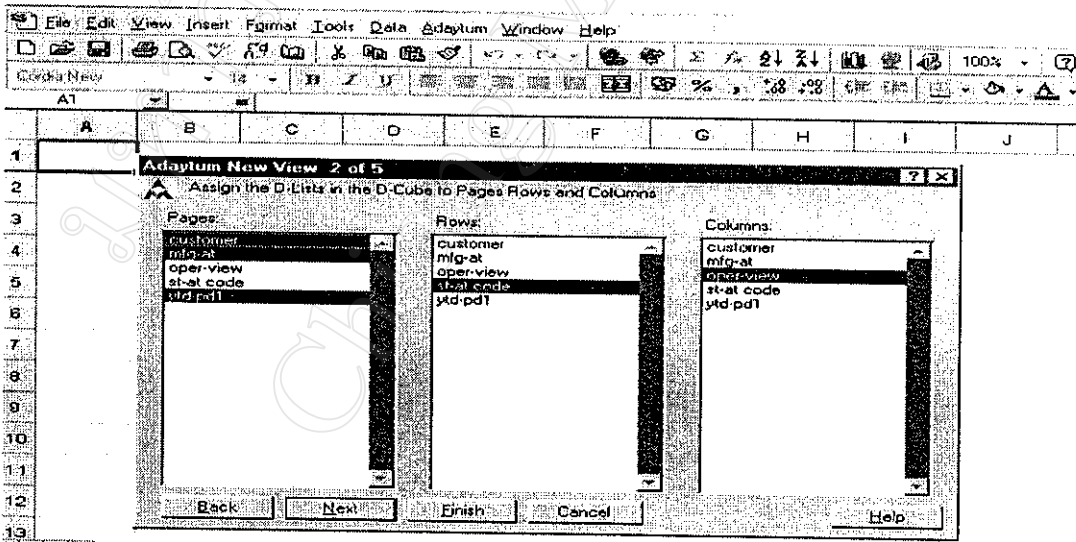 File Edit View Insert Format Tools Data Adaytum Window Help
100%
Cordia New 14 B I U
A1 =
A B C D E F G H I J
1
Adaytum New View 2 of 5
2
Assign the D-Lists in the D-Cube to Pages Rows and Columns
3
Pages: Rows: Columns:
customer customer customer
4
mfg-at mfg-at mfg-at
oper-view oper-view oper-view
5
st-at code st-at code st-at code
ytd-pd1 ytd-pd1 ytd-pd1
6
7
8
9
10
11
12
Back Next Finish Cancel Help
13